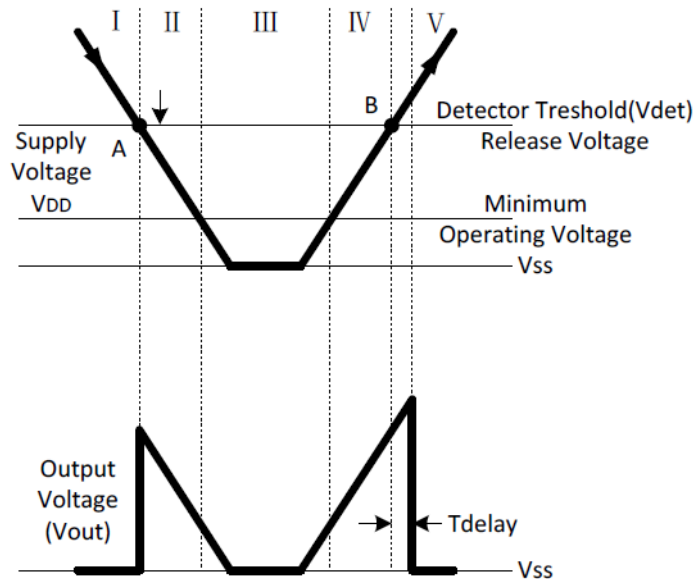 I II III IV V
B
A
Detector Treshold(Vdet)
Release Voltage
Supply
Voltage
VDD
Minimum
Operating Voltage
Vss
Output
Voltage
(Vout)
Tdelay
Vss